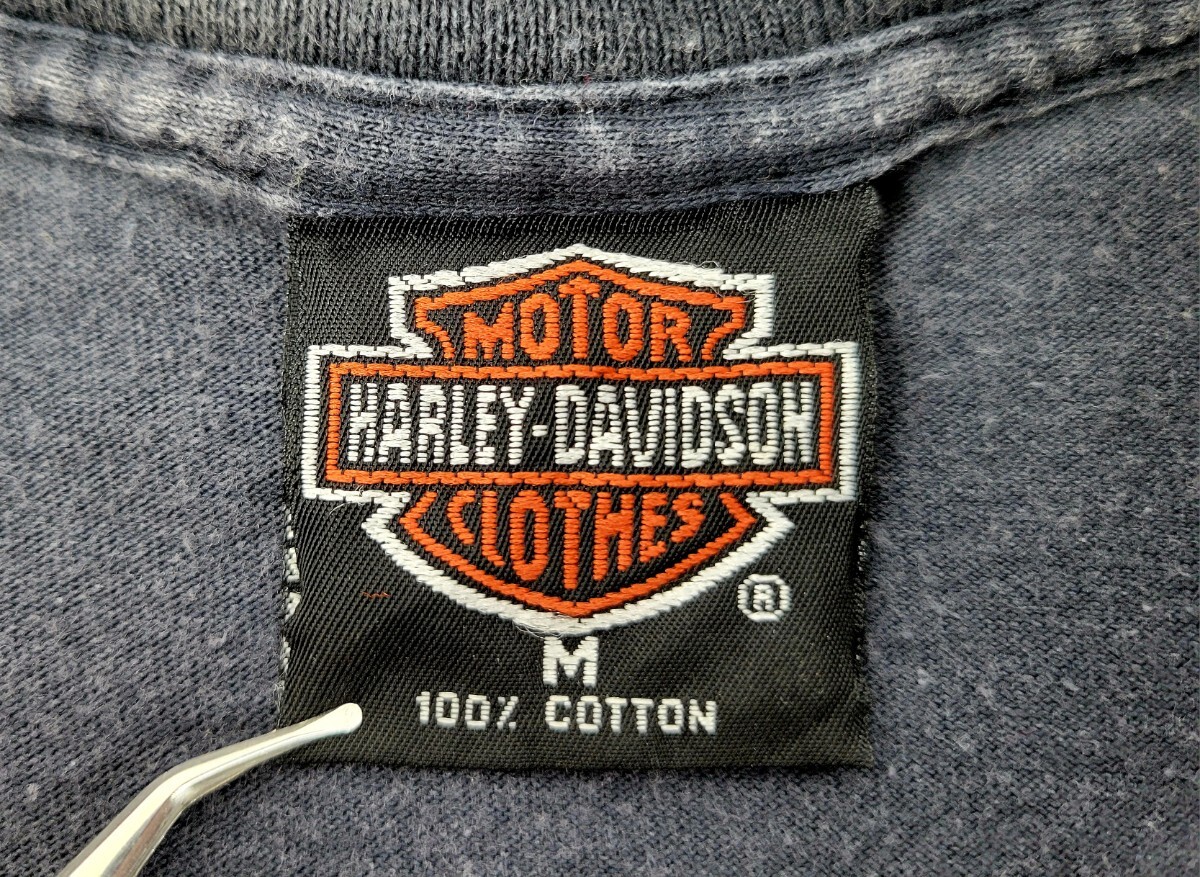 MOTOR
HARLEY-DAVIDSON
CLOTHES
®
M
100% COTTON